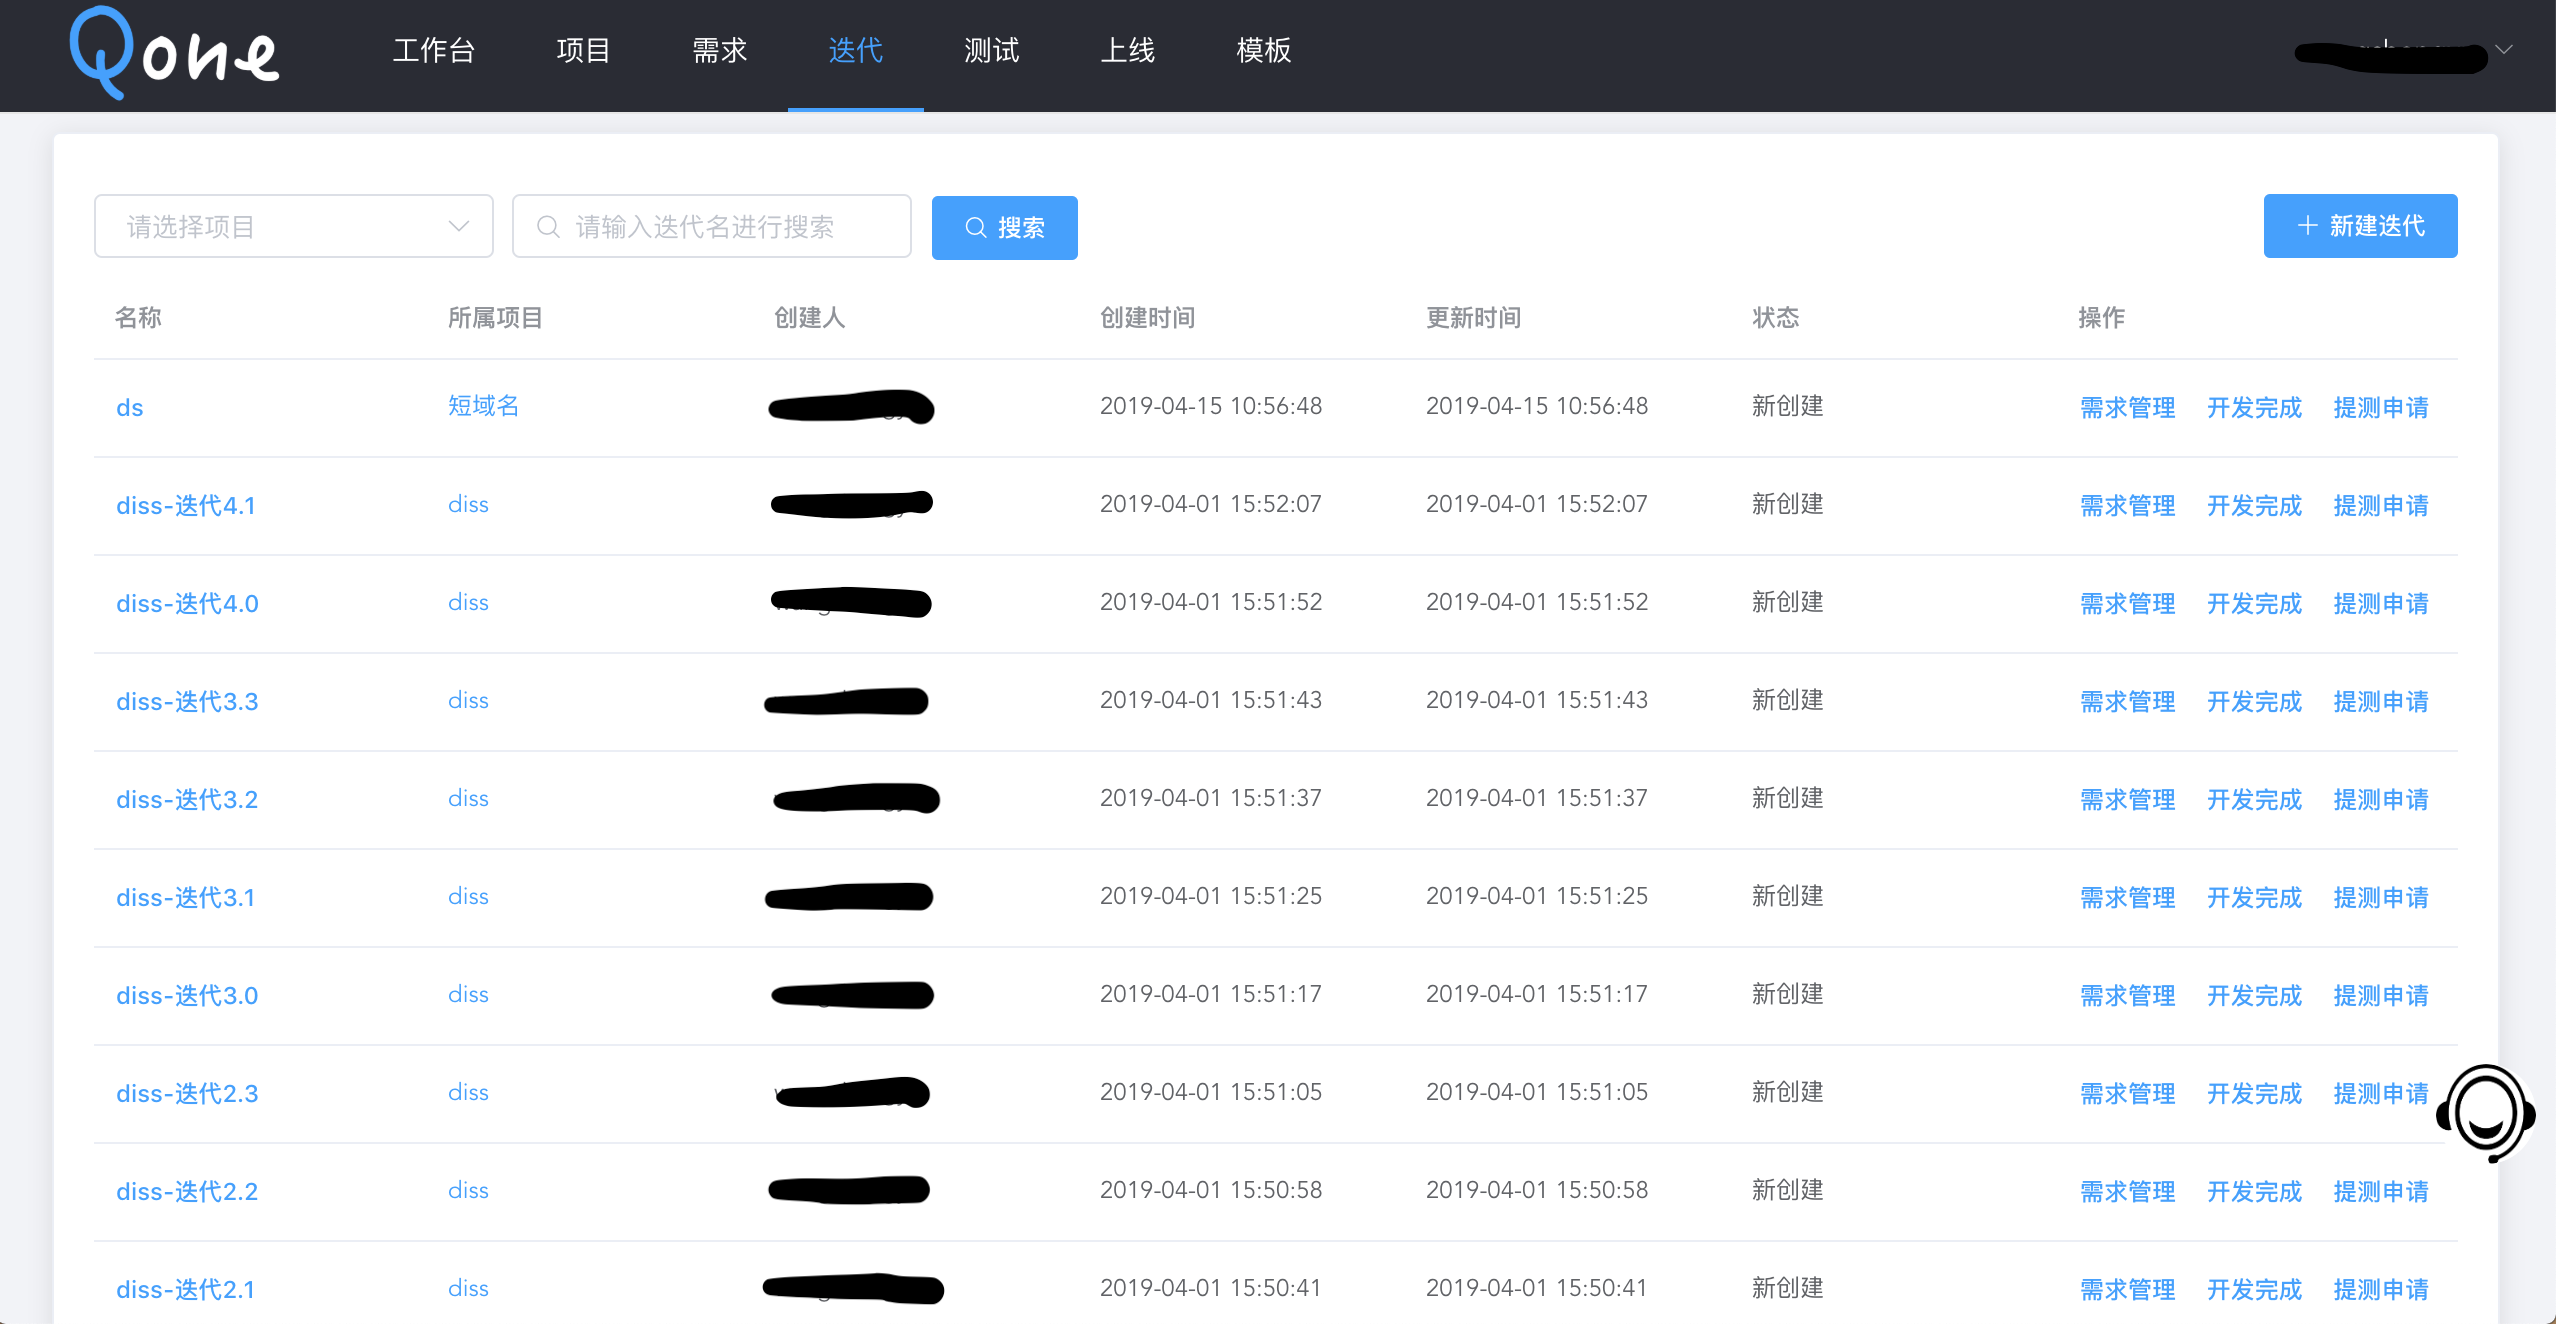 Qone 工作台 项目 需求 迭代 测试 上线 模板
请选择项目 请输入迭代名进行搜索 搜索 新建迭代
名称 所属项目 创建人 创建时间 更新时间 状态 操作
ds 短域名 2019-04-15 10:56:48 2019-04-15 10:56:48 新创建 需求管理 开发完成 提测申请
diss-迭代4.1 diss 2019-04-01 15:52:07 2019-04-01 15:52:07 新创建 需求管理 开发完成 提测申请
diss-迭代4.0 diss 2019-04-01 15:51:52 2019-04-01 15:51:52 新创建 需求管理 开发完成 提测申请
diss-迭代3.3 diss 2019-04-01 15:51:43 2019-04-01 15:51:43 新创建 需求管理 开发完成 提测申请
diss-迭代3.2 diss 2019-04-01 15:51:37 2019-04-01 15:51:37 新创建 需求管理 开发完成 提测申请
diss-迭代3.1 diss 2019-04-01 15:51:25 2019-04-01 15:51:25 新创建 需求管理 开发完成 提测申请
diss-迭代3.0 diss 2019-04-01 15:51:17 2019-04-01 15:51:17 新创建 需求管理 开发完成 提测申请
diss-迭代2.3 diss 2019-04-01 15:51:05 2019-04-01 15:51:05 新创建 需求管理 开发完成 提测申请
diss-迭代2.2 diss 2019-04-01 15:50:58 2019-04-01 15:50:58 新创建 需求管理 开发完成 提测申请
diss-迭代2.1 diss 2019-04-01 15:50:41 2019-04-01 15:50:41 新创建 需求管理 开发完成 提测申请